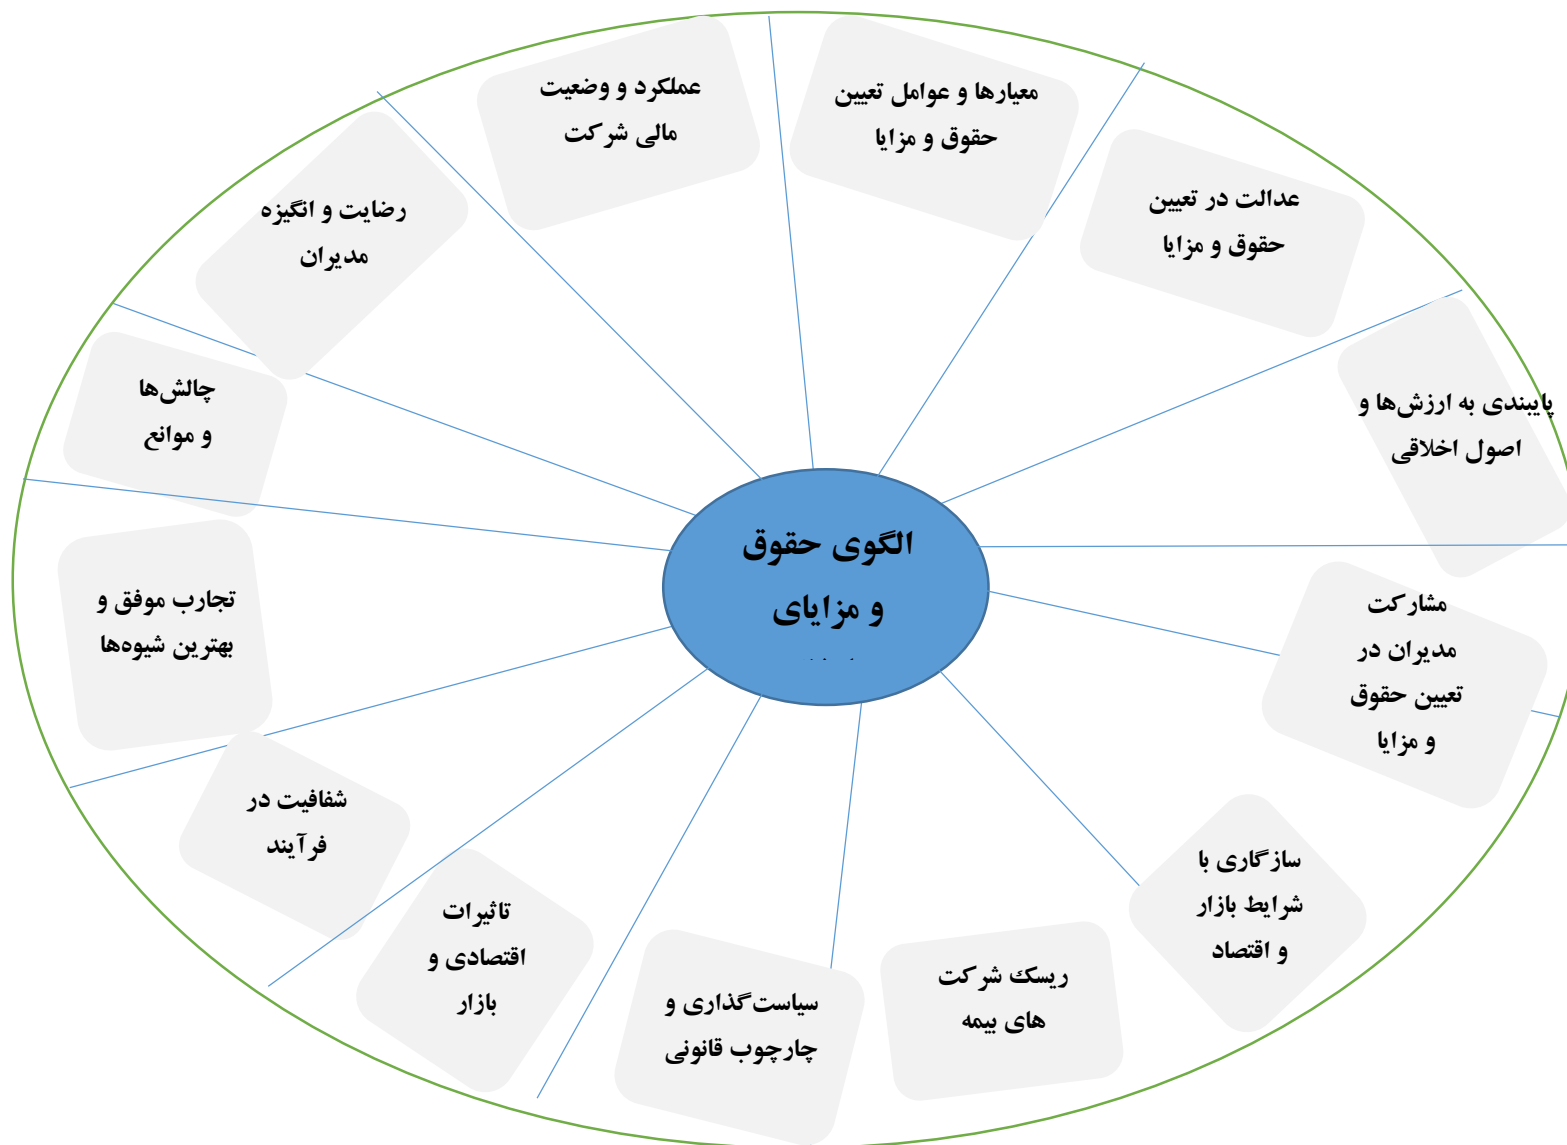 عملکرد و وضعیت
مالی شرکت
معیارها و عوامل تعیین
حقوق و مزایا
عدالت در تعیین
حقوق و مزایا
پایبندی به ارزش‌ها و
اصول اخلاقی
مشارکت
مدیران در
تعیین حقوق
و مزایا
سازگاری با
شرایط بازار
و اقتصاد
ریسک شرکت
های بیمه
سیاست‌گذاری و
چارچوب قانونی
تاثیرات
اقتصادی و
بازار
شفافیت در
فرآیند
تجارب موفق و
بهترین شیوه‌ها
چالش‌ها
و موانع
رضایت و انگیزه
مدیران
الگوی حقوق
و مزایای